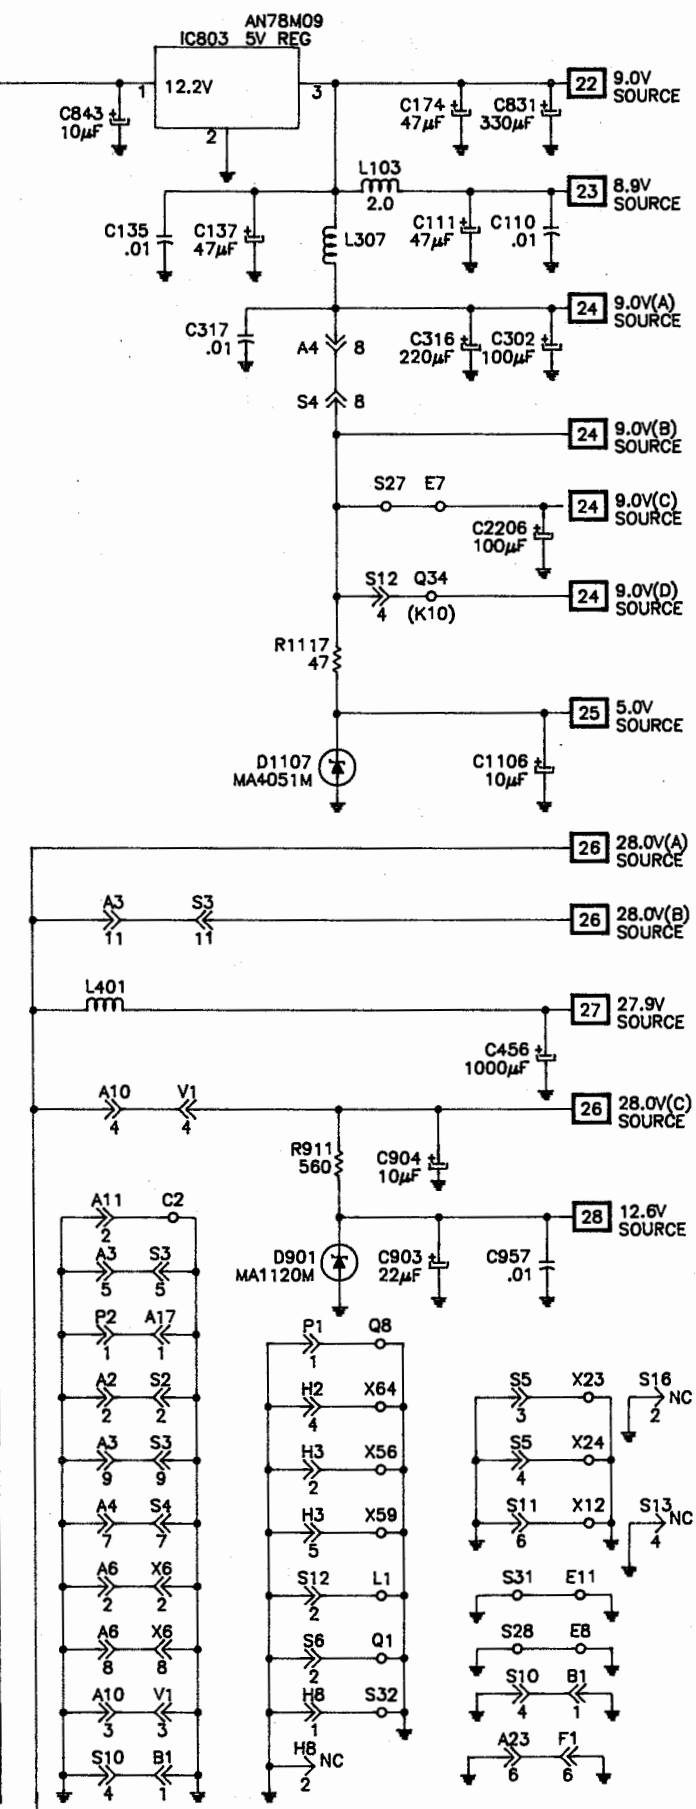 AN78M09
IC803 5V REG
1 12.2V 3
2
C843
10µF
+
C174
47µF
+
C831
330µF
+
22 9.0V
SOURCE
L103
2.0
23 8.9V
SOURCE
C135
.01
C137
47µF
+
L307
C111
47µF
+
C110
.01
24 9.0V(A)
SOURCE
C317
.01
A4 8
C316
220µF
+
C302
100µF
+
S4 8
24 9.0V(B)
SOURCE
S27 E7
24 9.0V(C)
SOURCE
C2206
100µF
+
S12 Q34
4 (K10)
24 9.0V(D)
SOURCE
R1117
47
25 5.0V
SOURCE
D1107
MA4051M
C1106
10µF
+
26 28.0V(A)
SOURCE
A3 S3
11 11
26 28.0V(B)
SOURCE
L401
27 27.9V
SOURCE
C456
1000µF
+
A10 V1
4 4
26 28.0V(C)
SOURCE
R911
560
C904
10µF
+
28 12.6V
SOURCE
D901
MA1120M
C903
22µF
+
C957
.01
A11 C2
2
A3 S3
5 5
P2 A17
1 1
A2 S2
2 2
A3 S3
9 9
A4 S4
7 7
A6 X6
2 2
A6 X6
8 8
A10 V1
3 3
S10 B1
4 1
P1 Q8
1
H2 X64
4
H3 X56
2
H3 X59
5
S12 L1
2
S6 Q1
2
H8 S32
1
H8 NC
2
S5 X23
3
S5 X24
4
S11 X12
6
S16 NC
2
S13 NC
4
S31 E11
S28 E8
S10 B1
4 1
A23 F1
6 6